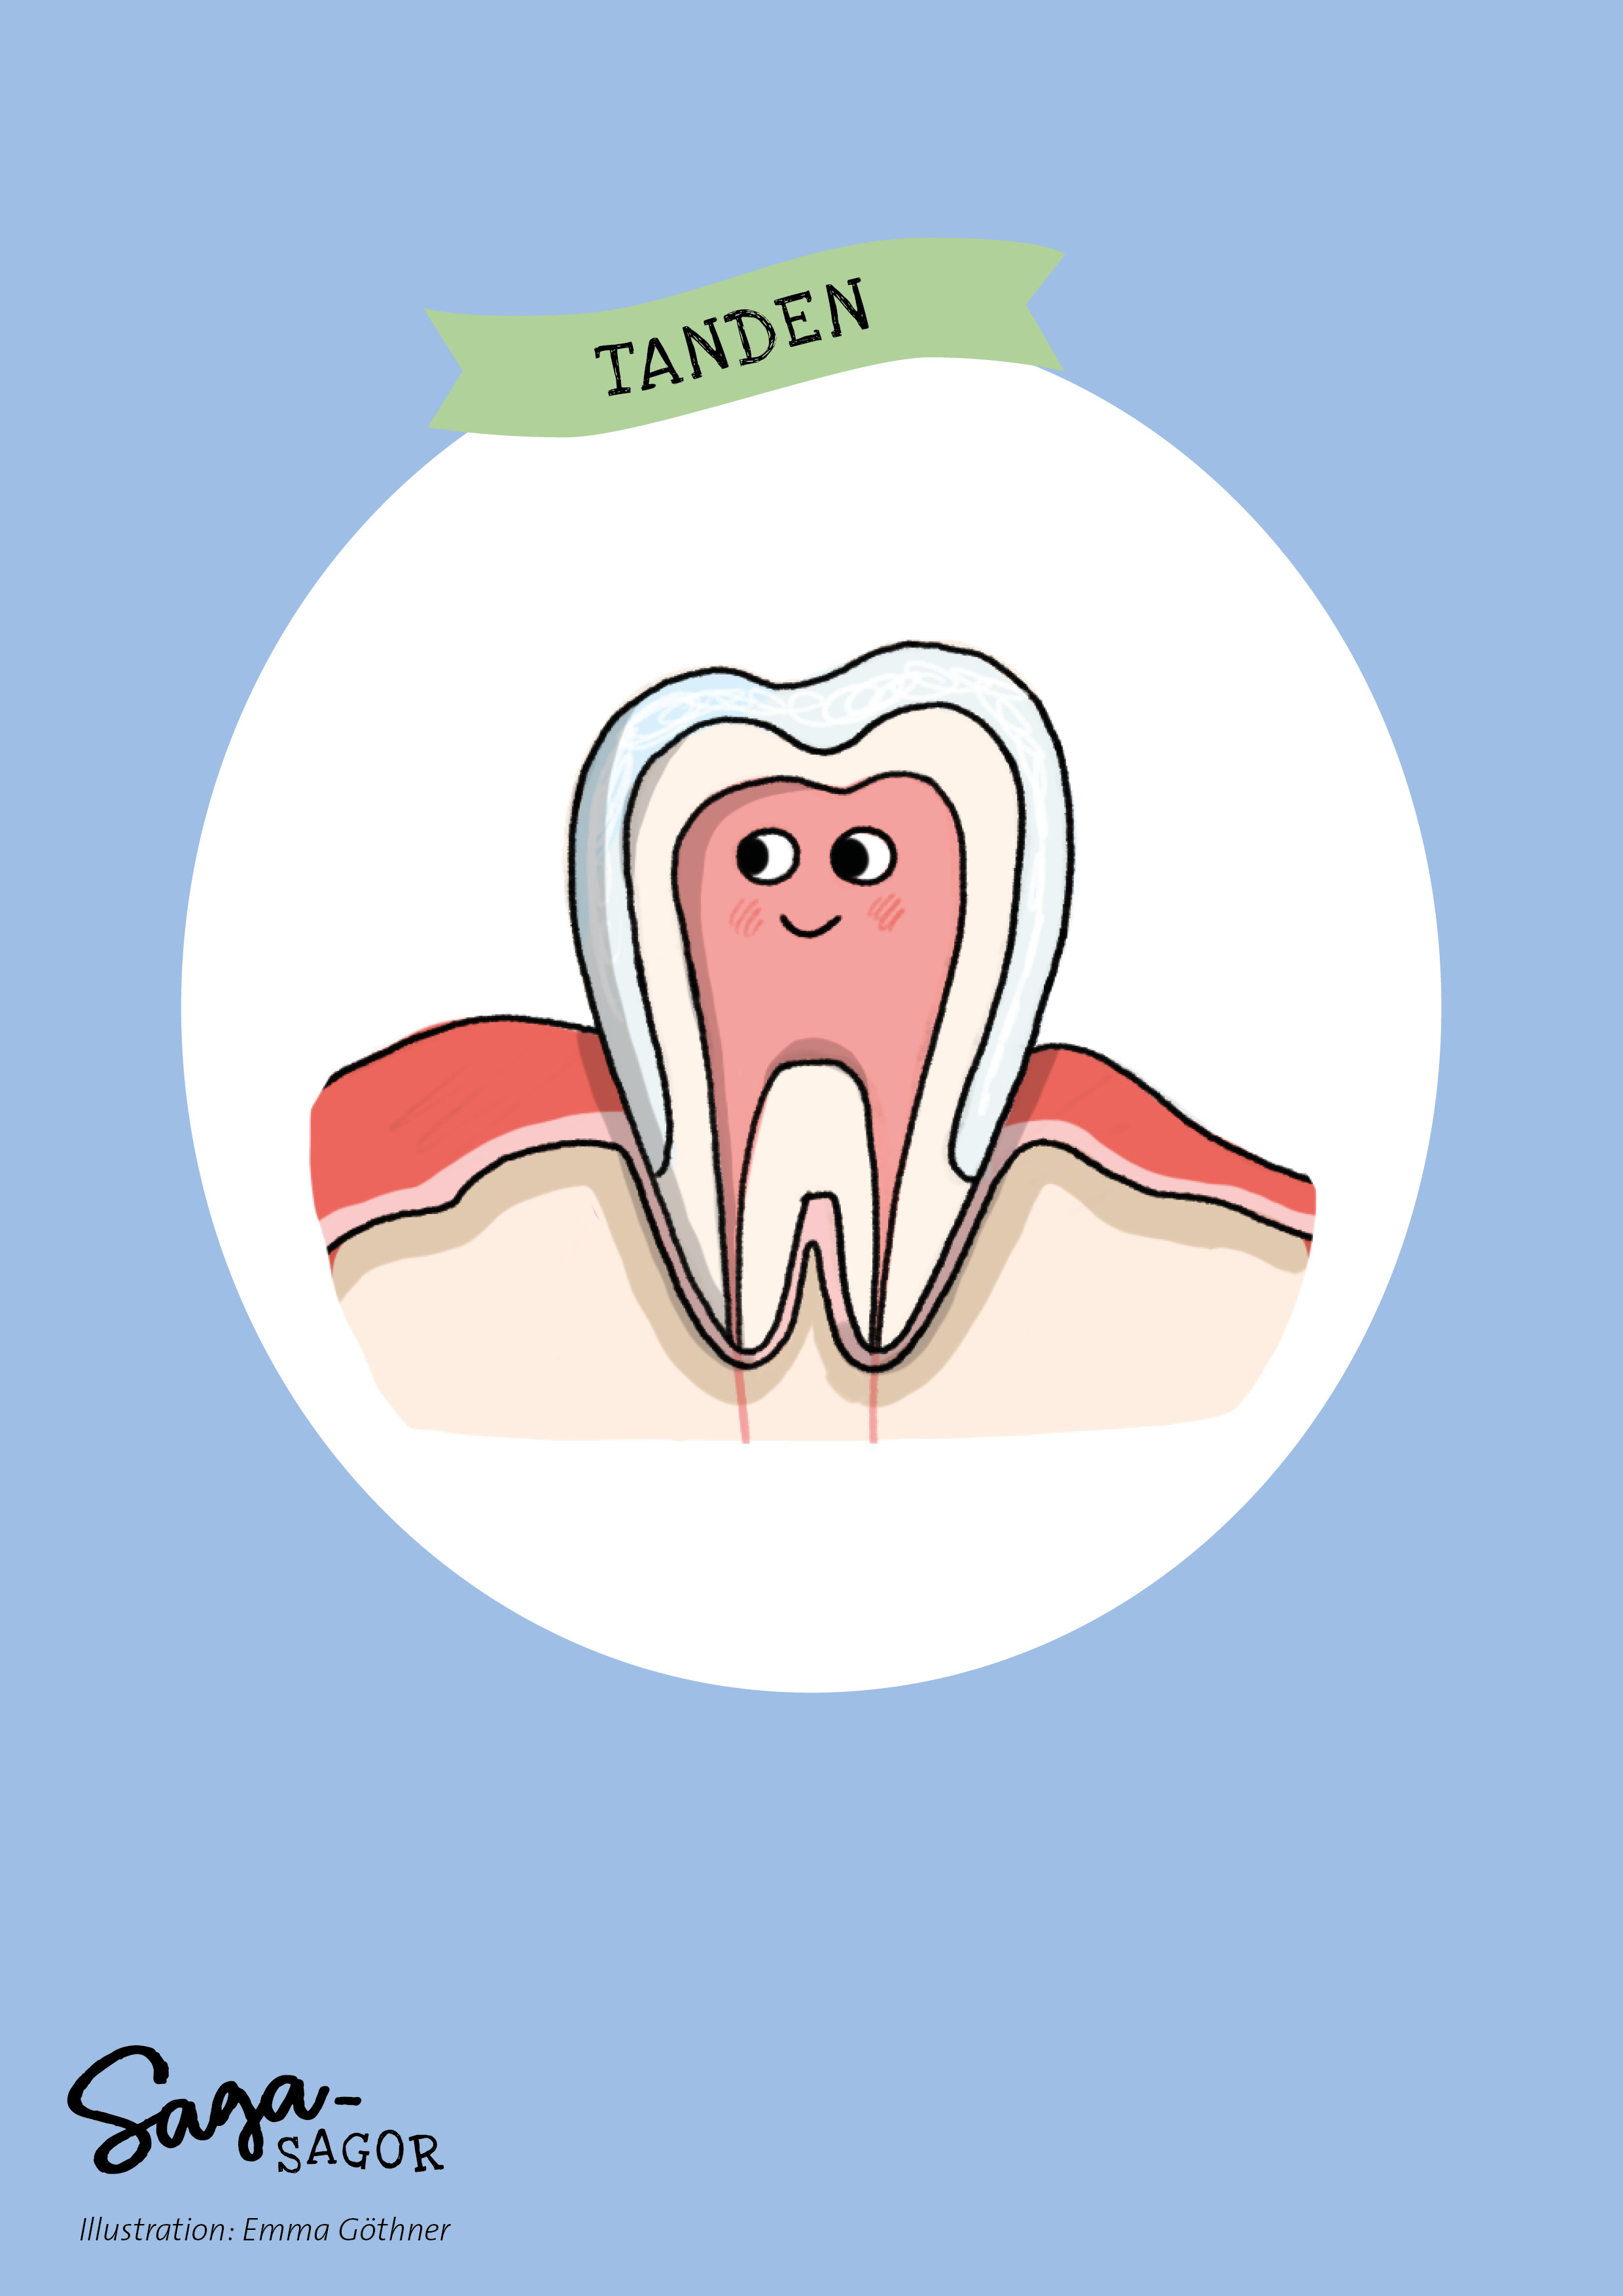 TANDEN
Saga-
SAGOR
Illustration: Emma Göthner